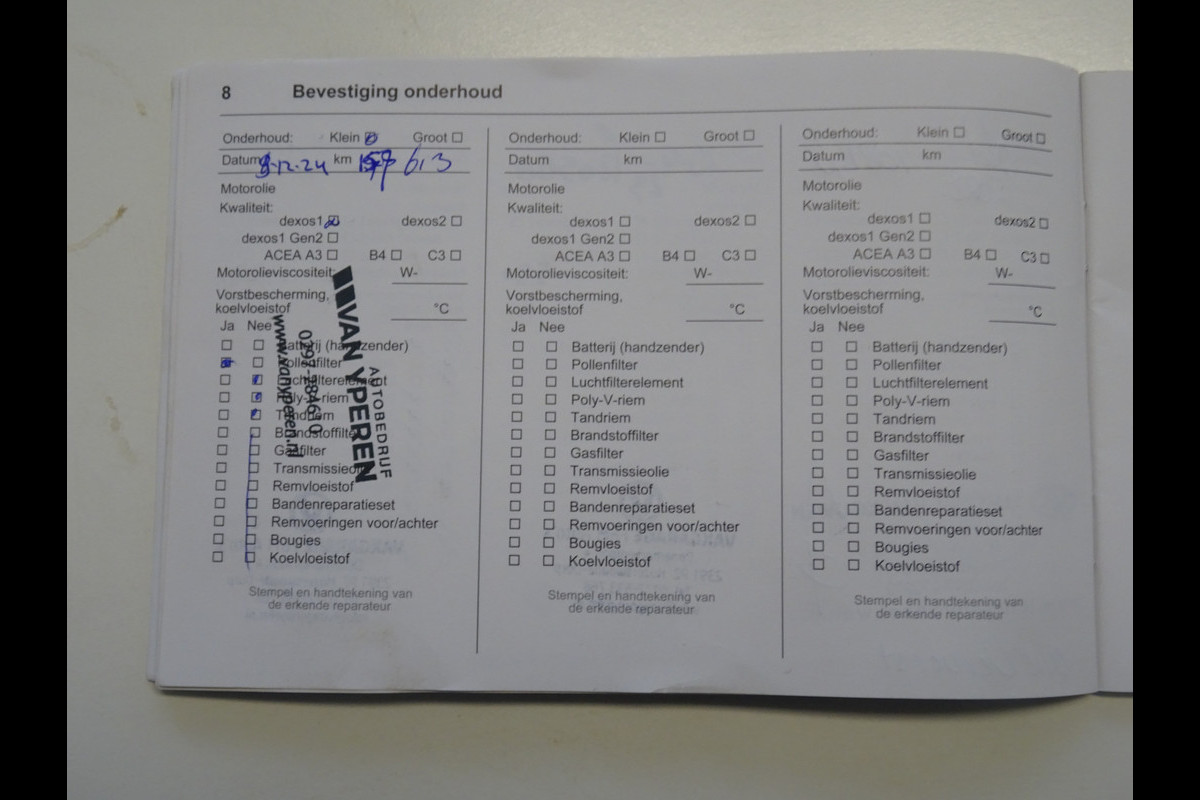 8 Bevestiging onderhoud
Onderhoud: Klein Groot
Datum -12-24 km 613
Motorolie
Kwaliteit:
dexos1 dexos2
dexos1 Gen2
ACEA A3 B4 C3
Motorolieviscositeit: W-
Vorstbescherming,
koelvloeistof °C
Ja Nee
Batterij (handzender)
Pollenfilter
Luchtfilterelement
Poly-V-riem
Tandriem
Brandstoffilter
Gasfilter
Transmissieolie
Remvloeistof
Bandenreparatieset
Remvoeringen voor/achter
Bougies
Koelvloeistof
Stempel en handtekening van
de erkende reparateur
AUTOBEDRIJF
VAN YPEREN
www.vanyperen.nl
Onderhoud: Klein Groot
Datum km
Motorolie
Kwaliteit:
dexos1 dexos2
dexos1 Gen2
ACEA A3 B4 C3
Motorolieviscositeit: W-
Vorstbescherming,
koelvloeistof °C
Ja Nee
Batterij (handzender)
Pollenfilter
Luchtfilterelement
Poly-V-riem
Tandriem
Brandstoffilter
Gasfilter
Transmissieolie
Remvloeistof
Bandenreparatieset
Remvoeringen voor/achter
Bougies
Koelvloeistof
Stempel en handtekening van
de erkende reparateur
Onderhoud: Klein Groot
Datum km
Motorolie
Kwaliteit:
dexos1 dexos2
dexos1 Gen2
ACEA A3 B4 C3
Motorolieviscositeit: W-
Vorstbescherming,
koelvloeistof °C
Ja Nee
Batterij (handzender)
Pollenfilter
Luchtfilterelement
Poly-V-riem
Tandriem
Brandstoffilter
Gasfilter
Transmissieolie
Remvloeistof
Bandenreparatieset
Remvoeringen voor/achter
Bougies
Koelvloeistof
Stempel en handtekening van
de erkende reparateur